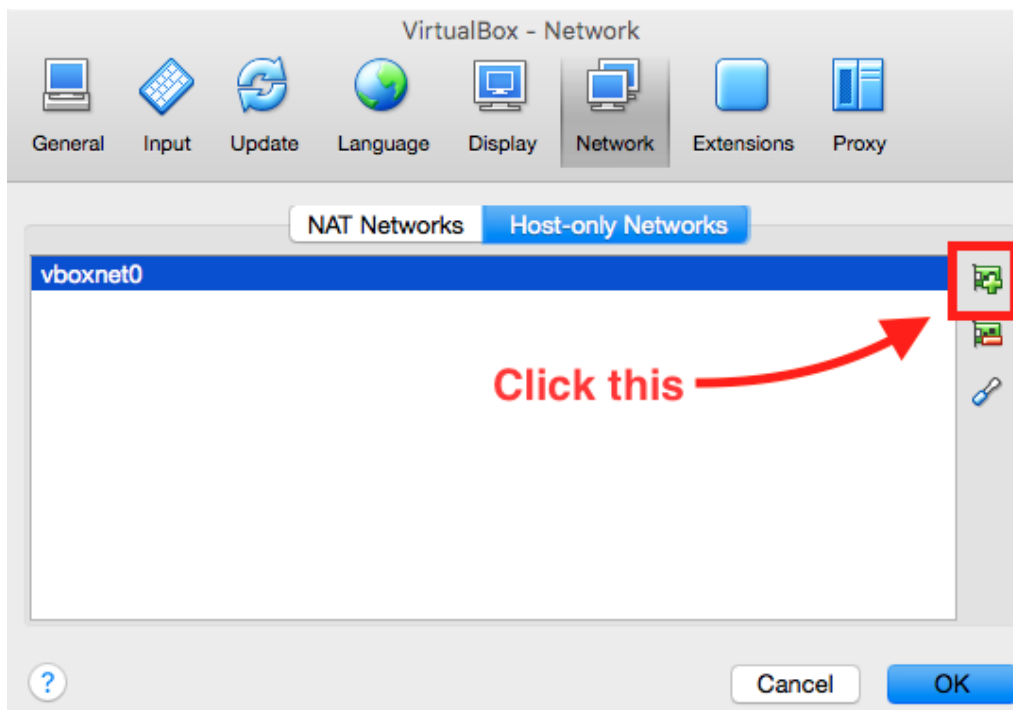 VirtualBox - Network
General Input Update Language Display Network Extensions Proxy
NAT Networks Host-only Networks
vboxnet0
Click this
? Cancel OK